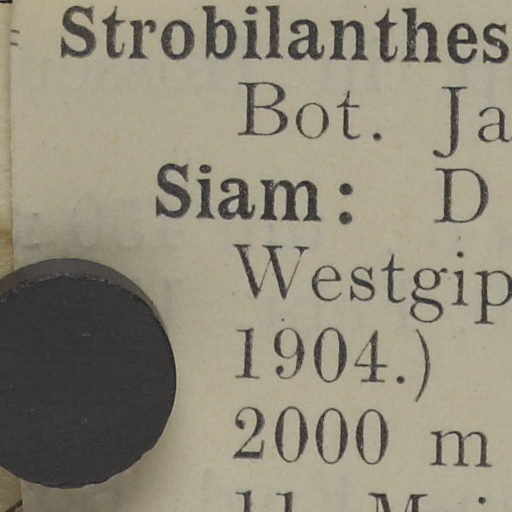 Strobilanthes
Bot. Ja
Siam: D
Westgip
1904.)
2000 m